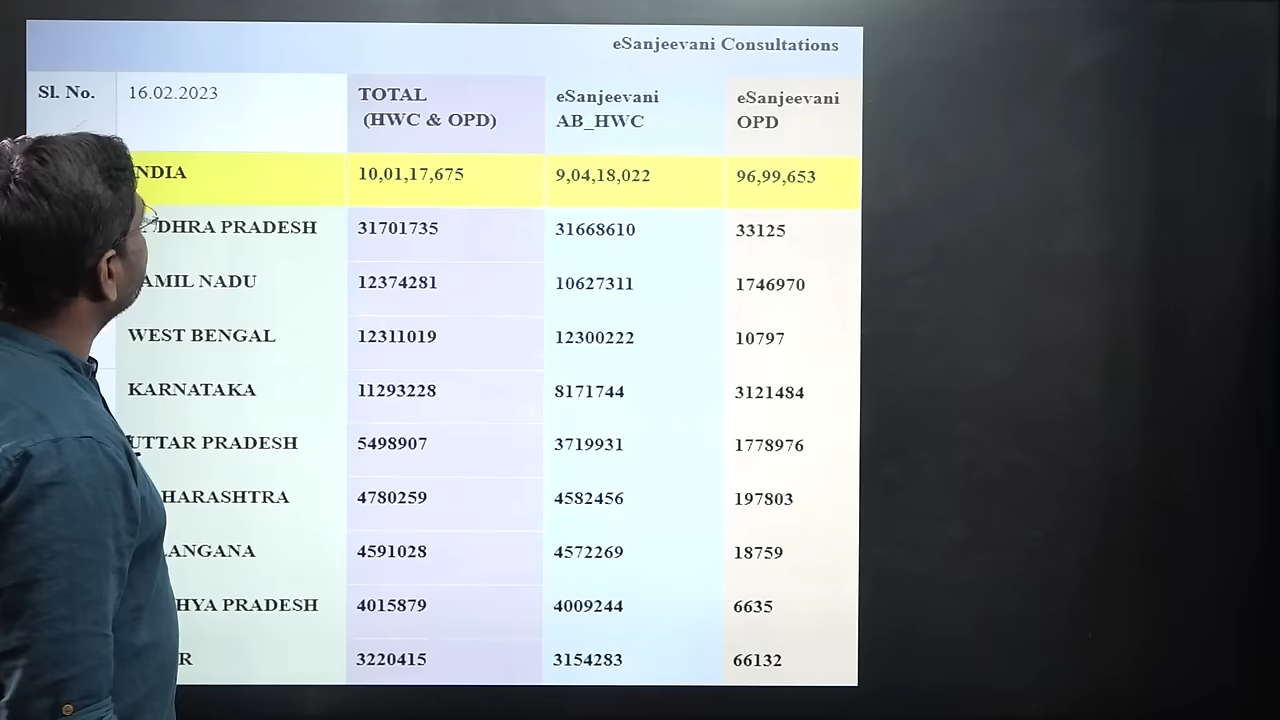 eSanjeevani Consultations
Sl. No. 16.02.2023 TOTAL (HWC & OPD) eSanjeevani AB_HWC eSanjeevani OPD
NDIA 10,01,17,675 9,04,18,022 96,99,653
DHRA PRADESH 31701735 31668610 33125
AMIL NADU 12374281 10627311 1746970
WEST BENGAL 12311019 12300222 10797
KARNATAKA 11293228 8171744 3121484
UTTAR PRADESH 5498907 3719931 1778976
HARASHTRA 4780259 4582456 197803
ANGANA 4591028 4572269 18759
HYA PRADESH 4015879 4009244 6635
R 3220415 3154283 66132